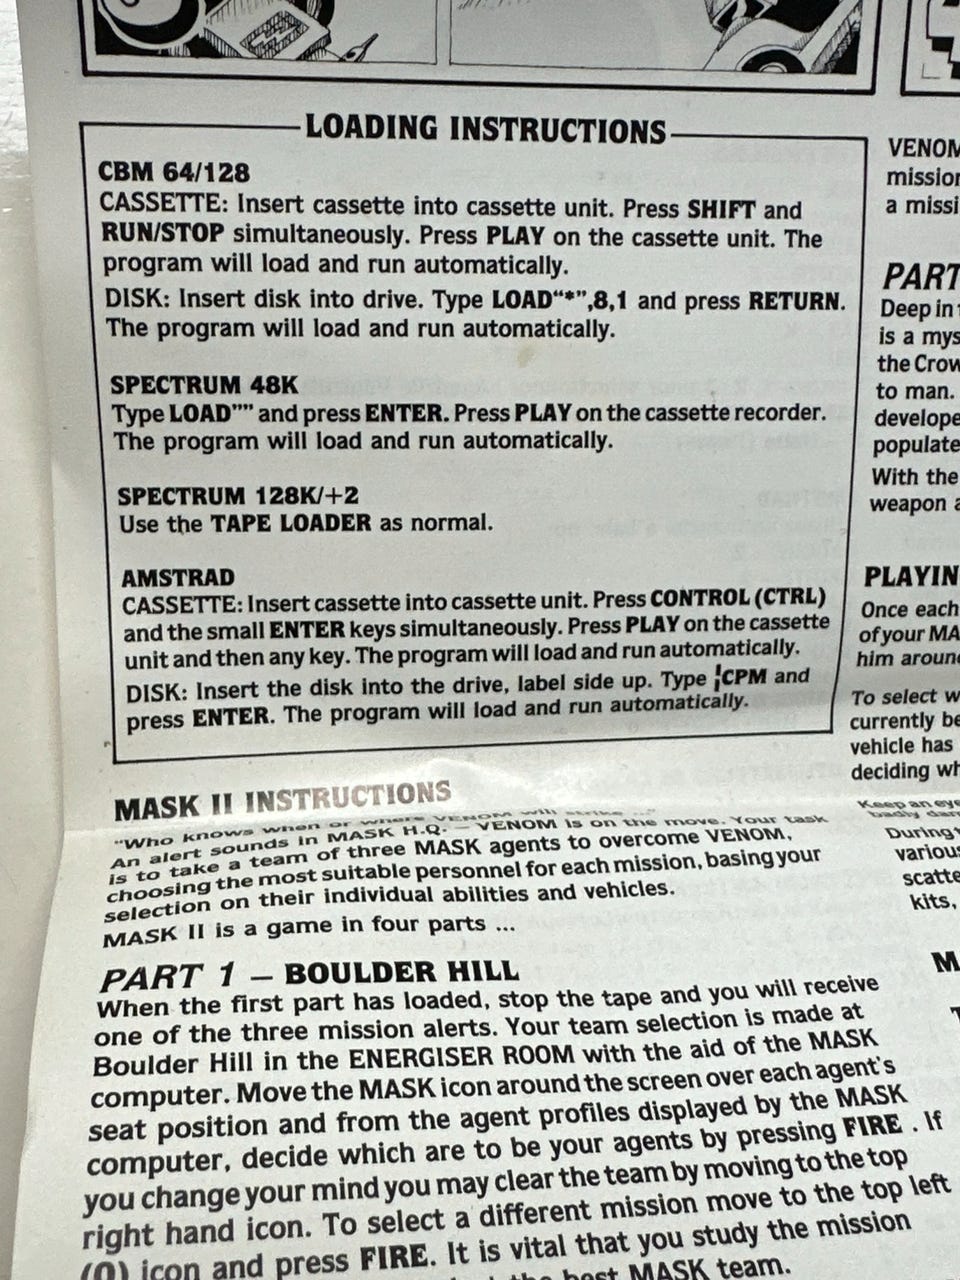 LOADING INSTRUCTIONS
CBM 64/128
CASSETTE: Insert cassette into cassette unit. Press SHIFT and
RUN/STOP simultaneously. Press PLAY on the cassette unit. The
program will load and run automatically.
DISK: Insert disk into drive. Type LOAD“*”,8,1 and press RETURN.
The program will load and run automatically.
SPECTRUM 48K
Type LOAD"" and press ENTER. Press PLAY on the cassette recorder.
The program will load and run automatically.
SPECTRUM 128K/+2
Use the TAPE LOADER as normal.
AMSTRAD
CASSETTE: Insert cassette into cassette unit. Press CONTROL (CTRL)
and the small ENTER keys simultaneously. Press PLAY on the cassette
unit and then any key. The program will load and run automatically.
DISK: Insert the disk into the drive, label side up. Type ¦CPM and
press ENTER. The program will load and run automatically.
MASK II INSTRUCTIONS
"Who knows when or where VENOM will strike ..."
An alert sounds in MASK H.Q. — VENOM is on the move. Your task
is to take a team of three MASK agents to overcome VENOM,
choosing the most suitable personnel for each mission, basing your
selection on their individual abilities and vehicles.
MASK II is a game in four parts ...
PART 1 – BOULDER HILL
When the first part has loaded, stop the tape and you will receive
one of the three mission alerts. Your team selection is made at
Boulder Hill in the ENERGISER ROOM with the aid of the MASK
computer. Move the MASK icon around the screen over each agent's
seat position and from the agent profiles displayed by the MASK
computer, decide which are to be your agents by pressing FIRE . If
you change your mind you may clear the team by moving to the top
right hand icon. To select a different mission move to the top left
(O) icon and press FIRE. It is vital that you study the mission
best MASK team.
VENOM
mission
a missi
PART
Deep in
is a mys
the Crow
to man.
develope
populate
With the
weapon a
PLAYIN
Once each
of your MA
him aroun
To select w
currently be
vehicle has
deciding wh
Keep an eye
badly dam
During
various
scatte
kits,
M